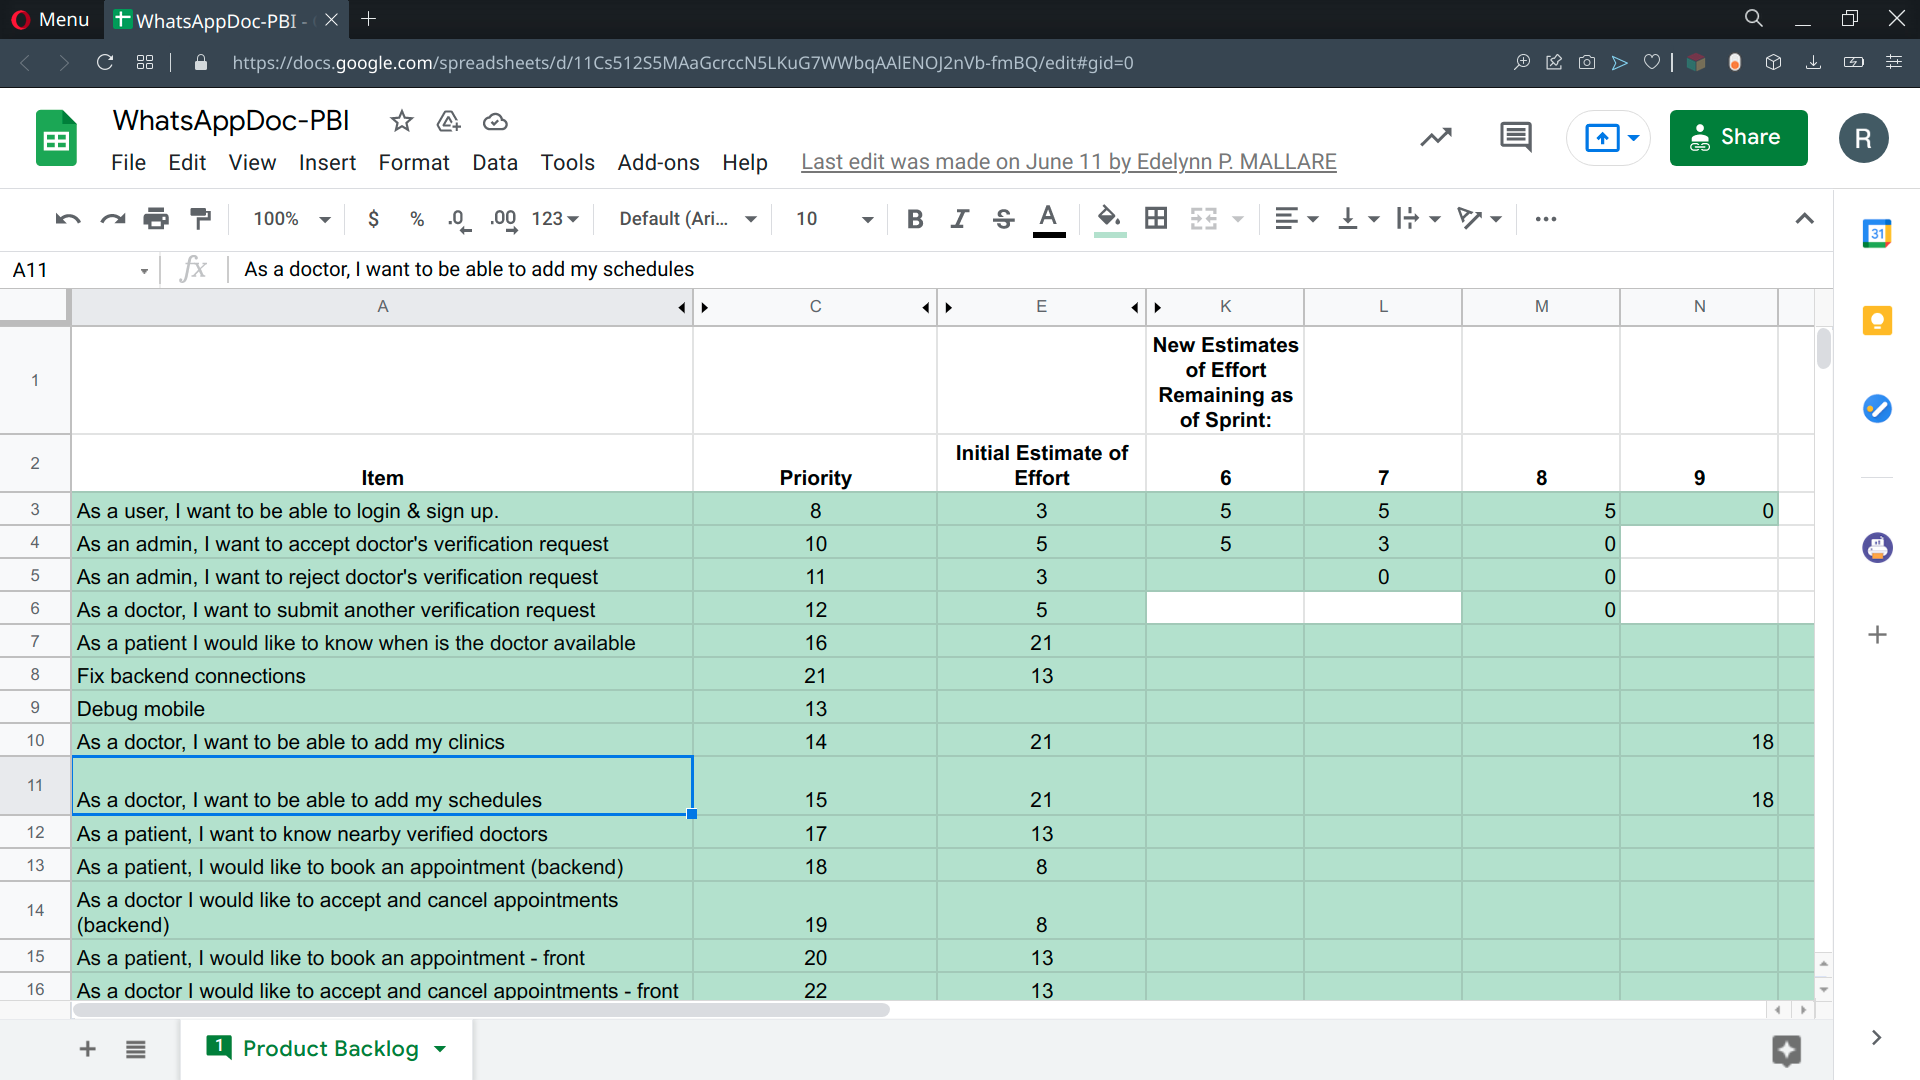 Menu
WhatsAppDoc-PBI -
https://docs.google.com/spreadsheets/d/11Cs512S5MAaGcrccN5LKuG7WWbqAAlENOJ2nVb-fmBQ/edit#gid=0
WhatsAppDoc-PBI
File Edit View Insert Format Data Tools Add-ons Help Last edit was made on June 11 by Edelynn P. MALLARE
Share
R
100% $ % .0 .00 123 Default (Ari... 10 B I S A
31
A11 fx As a doctor, I want to be able to add my schedules
A C E K L M N
1 New Estimates
of Effort
Remaining as
of Sprint:
2 Item Priority Initial Estimate of
Effort 6 7 8 9
3 As a user, I want to be able to login & sign up. 8 3 5 5 5 0
4 As an admin, I want to accept doctor's verification request 10 5 5 3 0
5 As an admin, I want to reject doctor's verification request 11 3 0 0
6 As a doctor, I want to submit another verification request 12 5 0
7 As a patient I would like to know when is the doctor available 16 21
8 Fix backend connections 21 13
9 Debug mobile 13
10 As a doctor, I want to be able to add my clinics 14 21 18
11 As a doctor, I want to be able to add my schedules 15 21 18
12 As a patient, I want to know nearby verified doctors 17 13
13 As a patient, I would like to book an appointment (backend) 18 8
14 As a doctor I would like to accept and cancel appointments
(backend) 19 8
15 As a patient, I would like to book an appointment - front 20 13
16 As a doctor I would like to accept and cancel appointments - front 22 13
1 Product Backlog